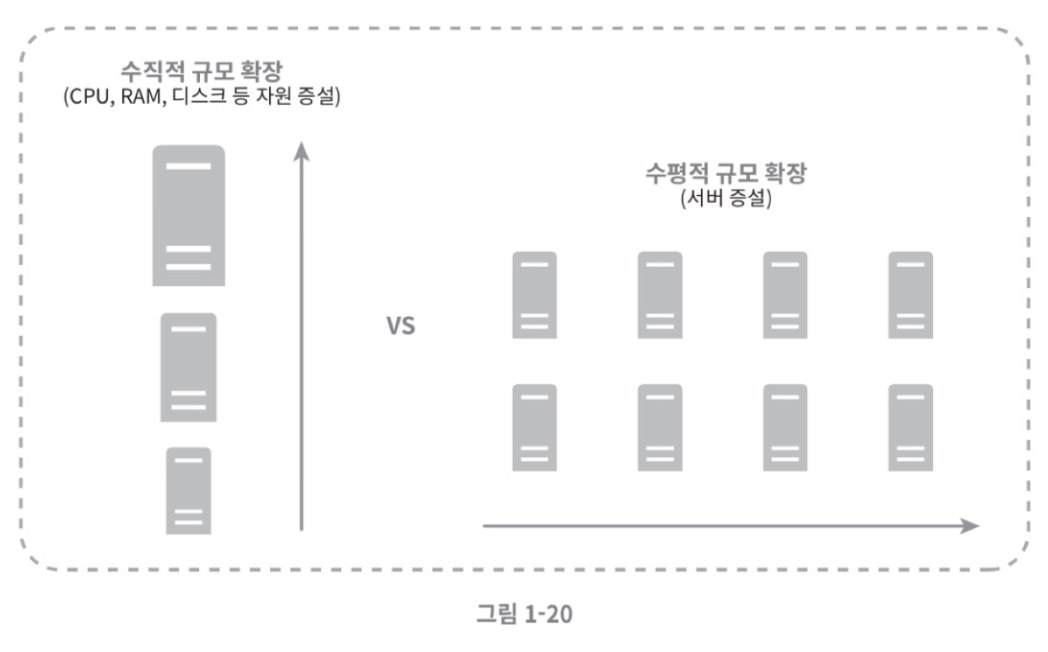 수직적 규모 확장
(CPU, RAM, 디스크 등 자원 증설)
수평적 규모 확장
(서버 증설)
VS
그림 1-20